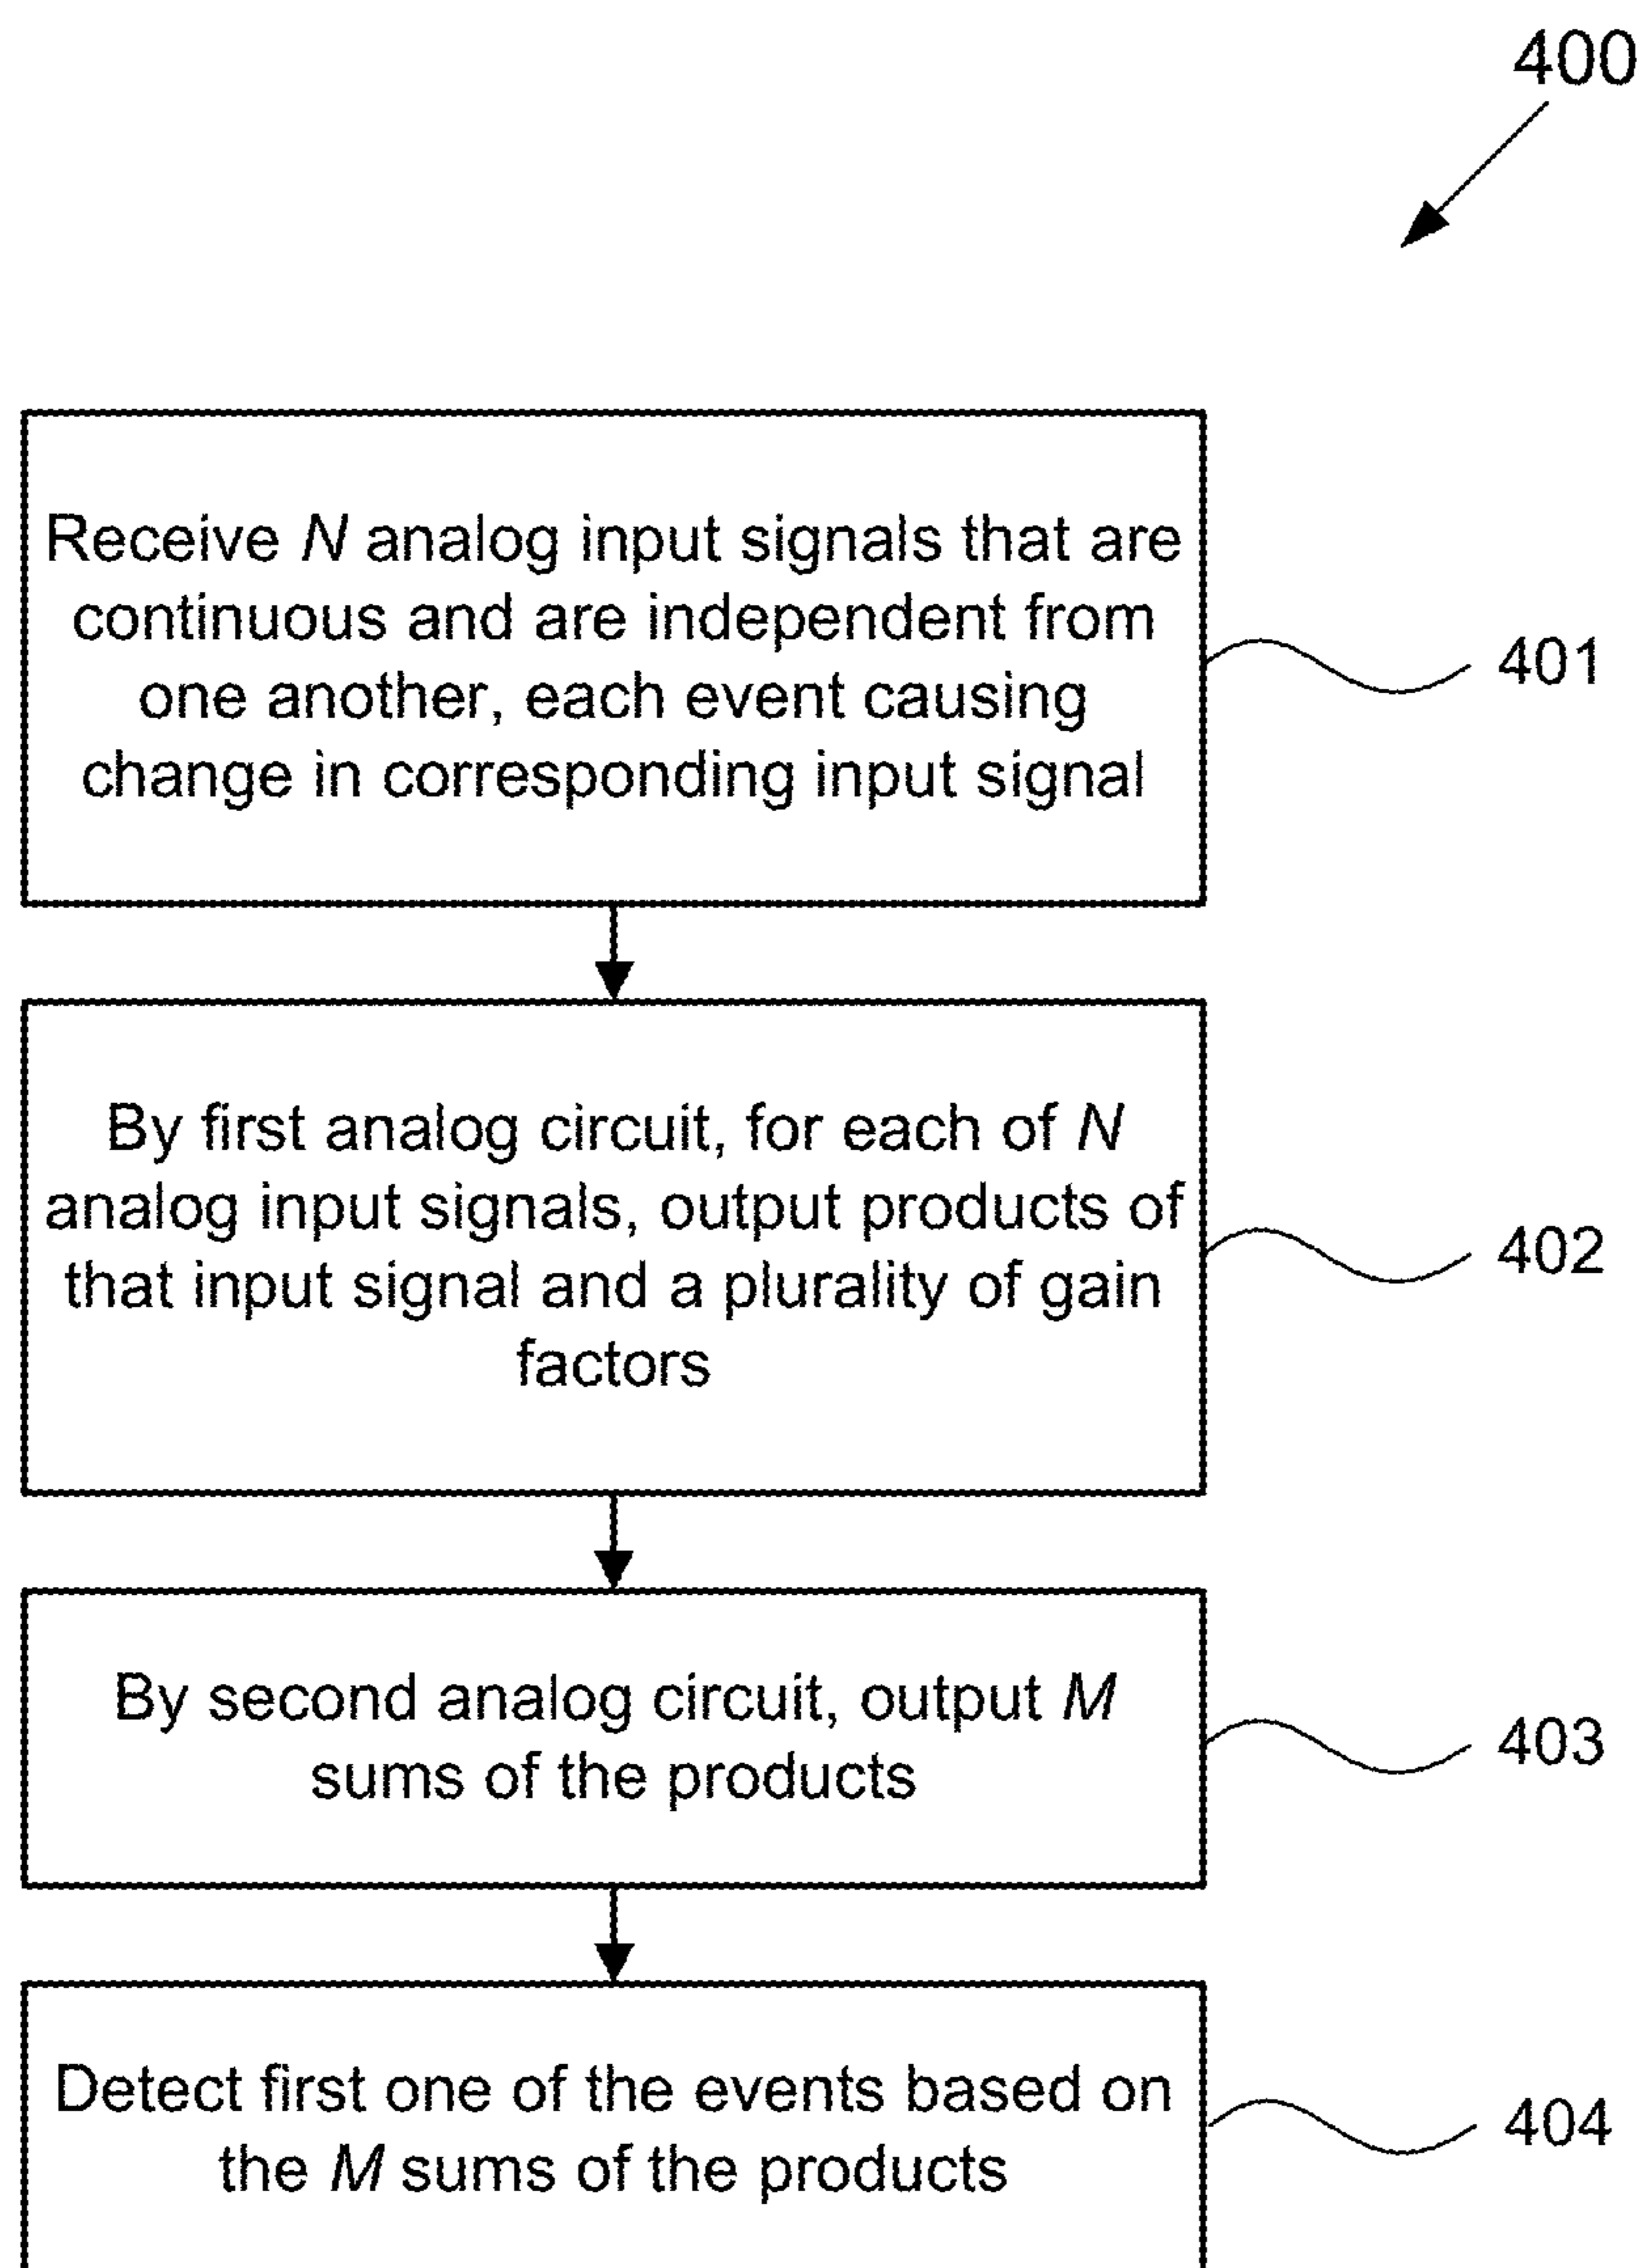 400
Receive N analog input signals that are
continuous and are independent from
one another, each event causing
change in corresponding input signal
401
By first analog circuit, for each of N
analog input signals, output products of
that input signal and a plurality of gain
factors
402
By second analog circuit, output M
sums of the products
403
Detect first one of the events based on
the M sums of the products
404